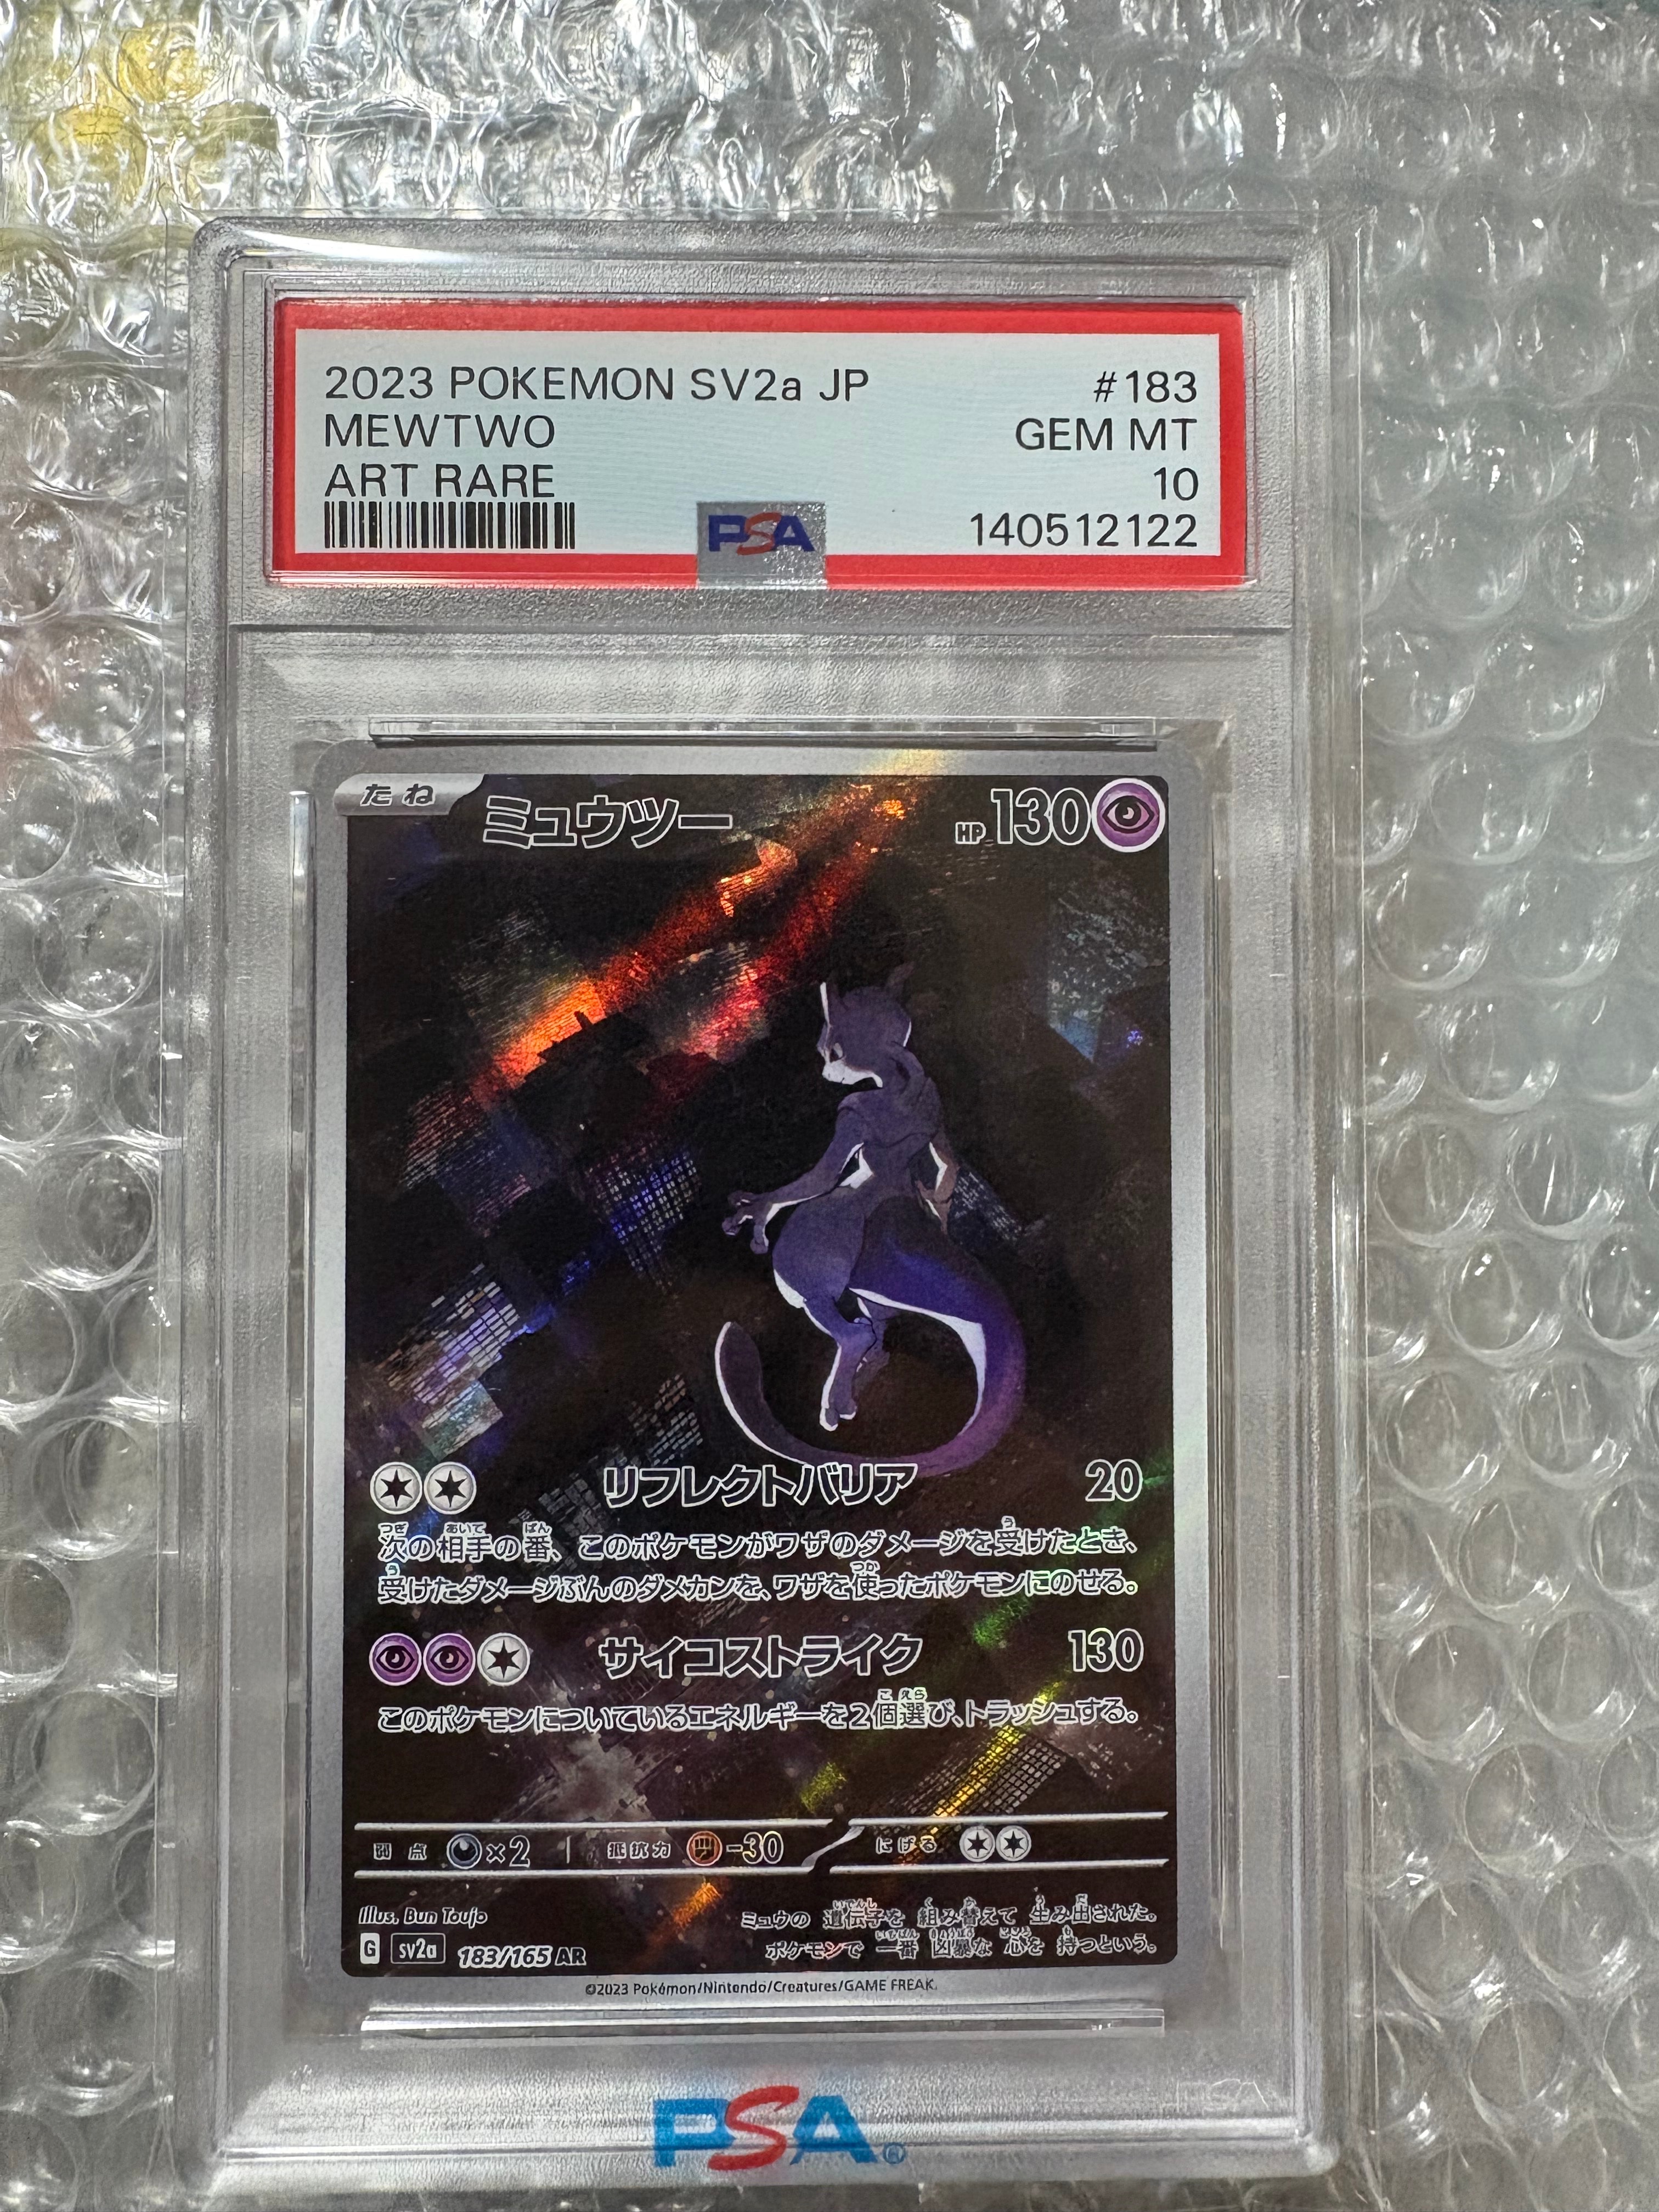 2023 POKEMON SV2a JP #183
MEWTWO GEM MT
ART RARE 10
PSA 140512122
たね ミュウツー HP 130
リフレクトバリア 20
次の相手の番、このポケモンがワザのダメージを受けたとき、
受けたダメージぶんのダメカンを、ワザを使ったポケモンにのせる。
サイコストライク 130
このポケモンについているエネルギーを2個選び、トラッシュする。
弱点 ×2 抵抗力 -30 にげる
Illus. Bun Toujo
ミュウの 遺伝子を 組み替えて 生み出された。
ポケモンで 一番 凶暴な 心を 持つという。
G sv2a 183/165 AR
©2023 Pokémon/Nintendo/Creatures/GAME FREAK.
PSA®